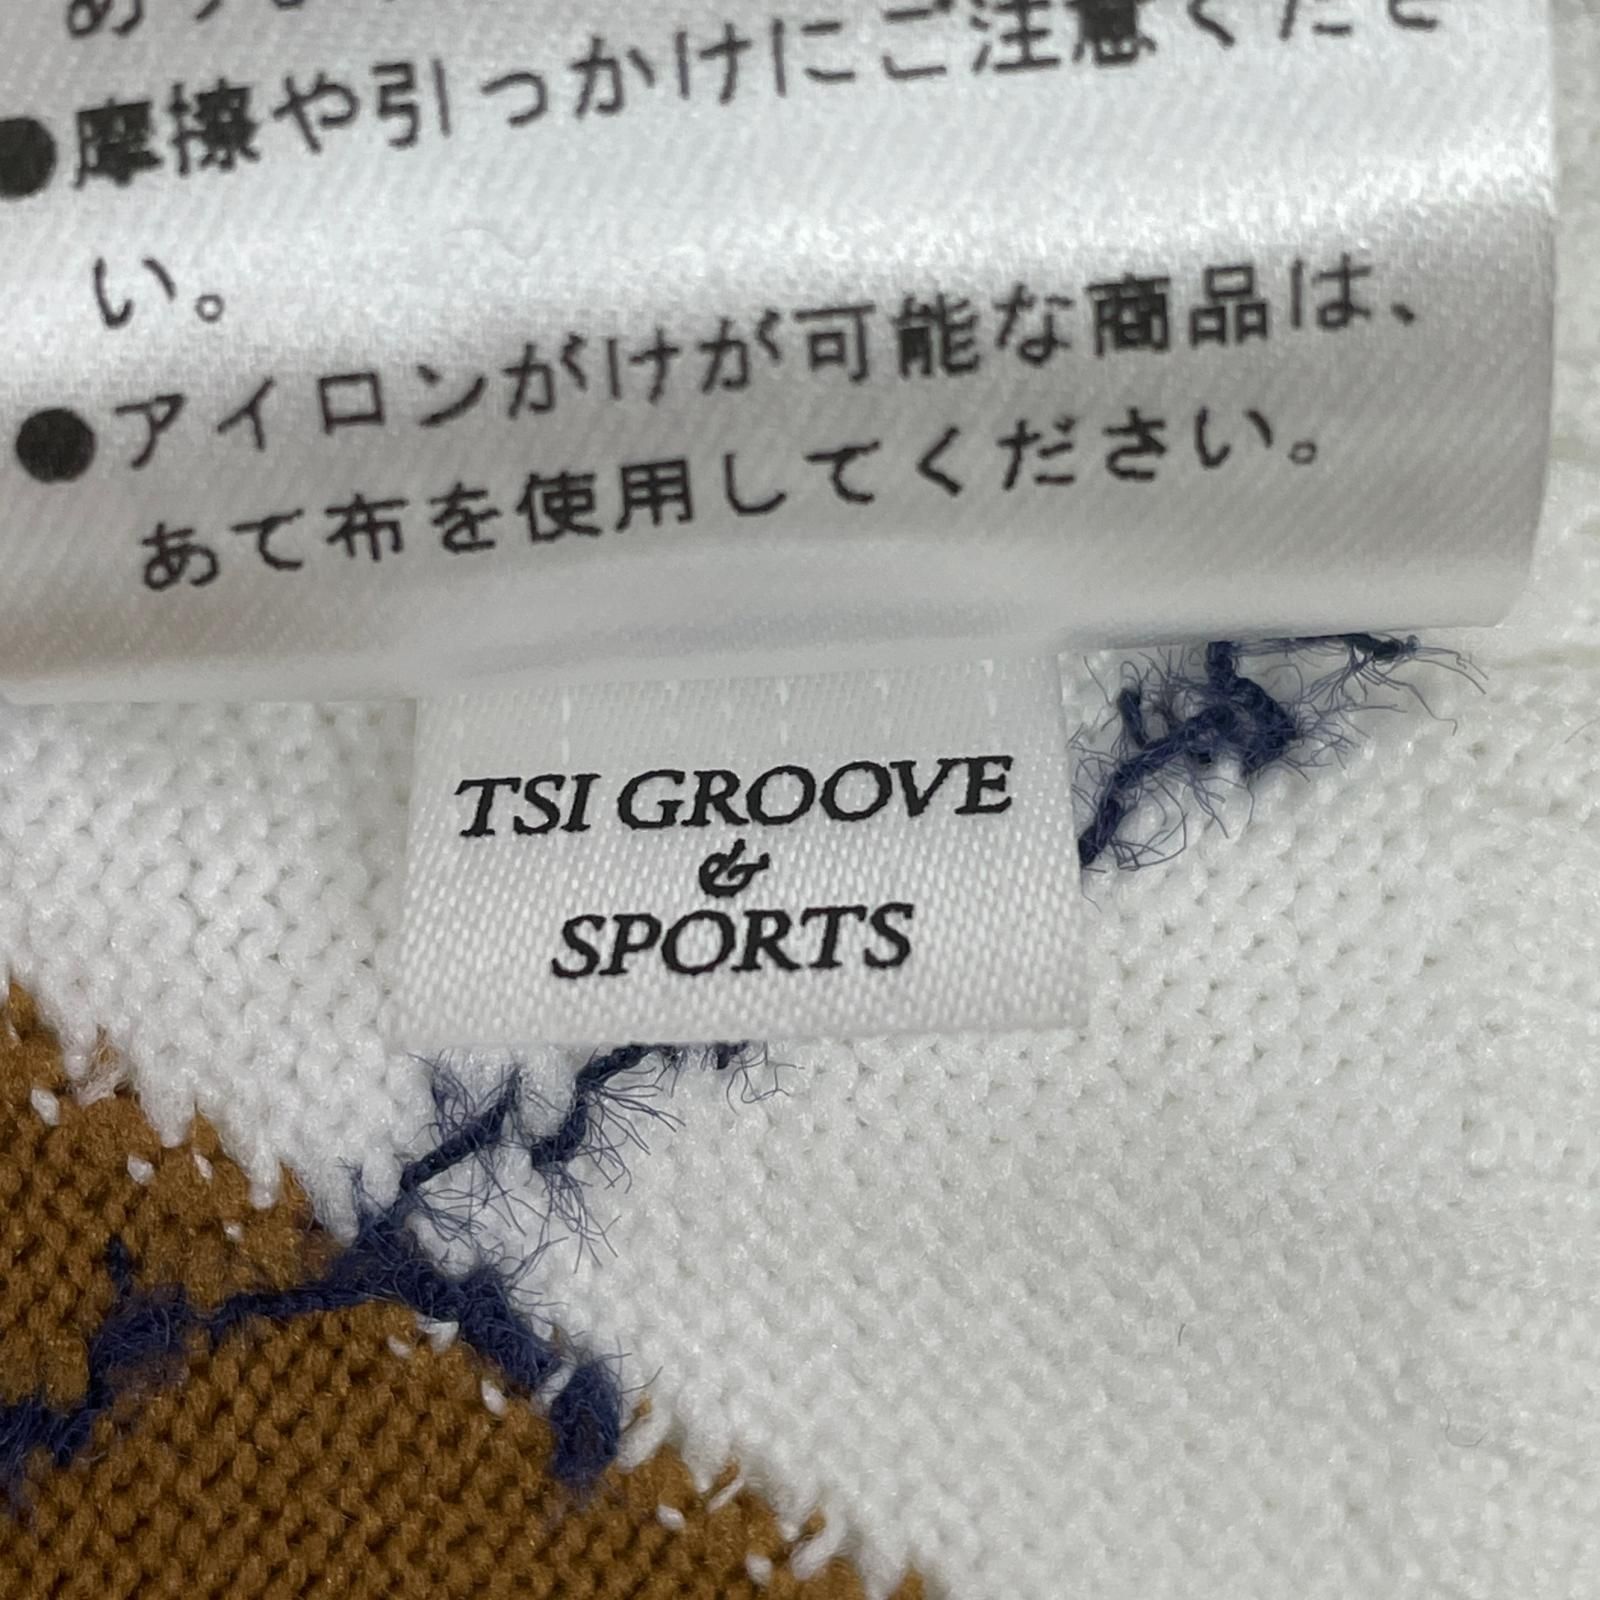 ●摩擦や引っかけにご注意くださ
い。
●アイロンがけが可能な商品は、
あて布を使用してください。
TSI GROOVE
&
SPORTS